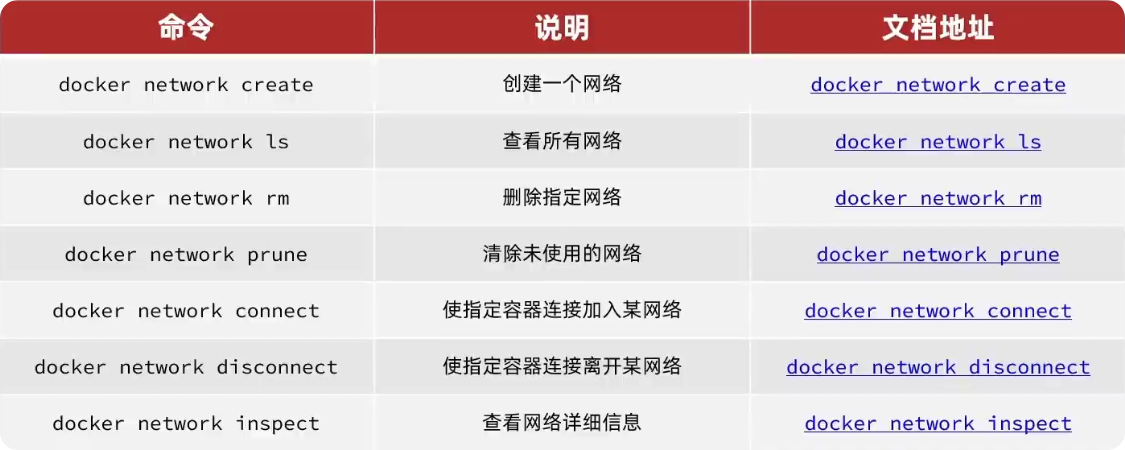 命令 说明 文档地址
docker network create 创建一个网络 docker network create
docker network ls 查看所有网络 docker network ls
docker network rm 删除指定网络 docker network rm
docker network prune 清除未使用的网络 docker network prune
docker network connect 使指定容器连接加入某网络 docker network connect
docker network disconnect 使指定容器连接离开某网络 docker network disconnect
docker network inspect 查看网络详细信息 docker network inspect